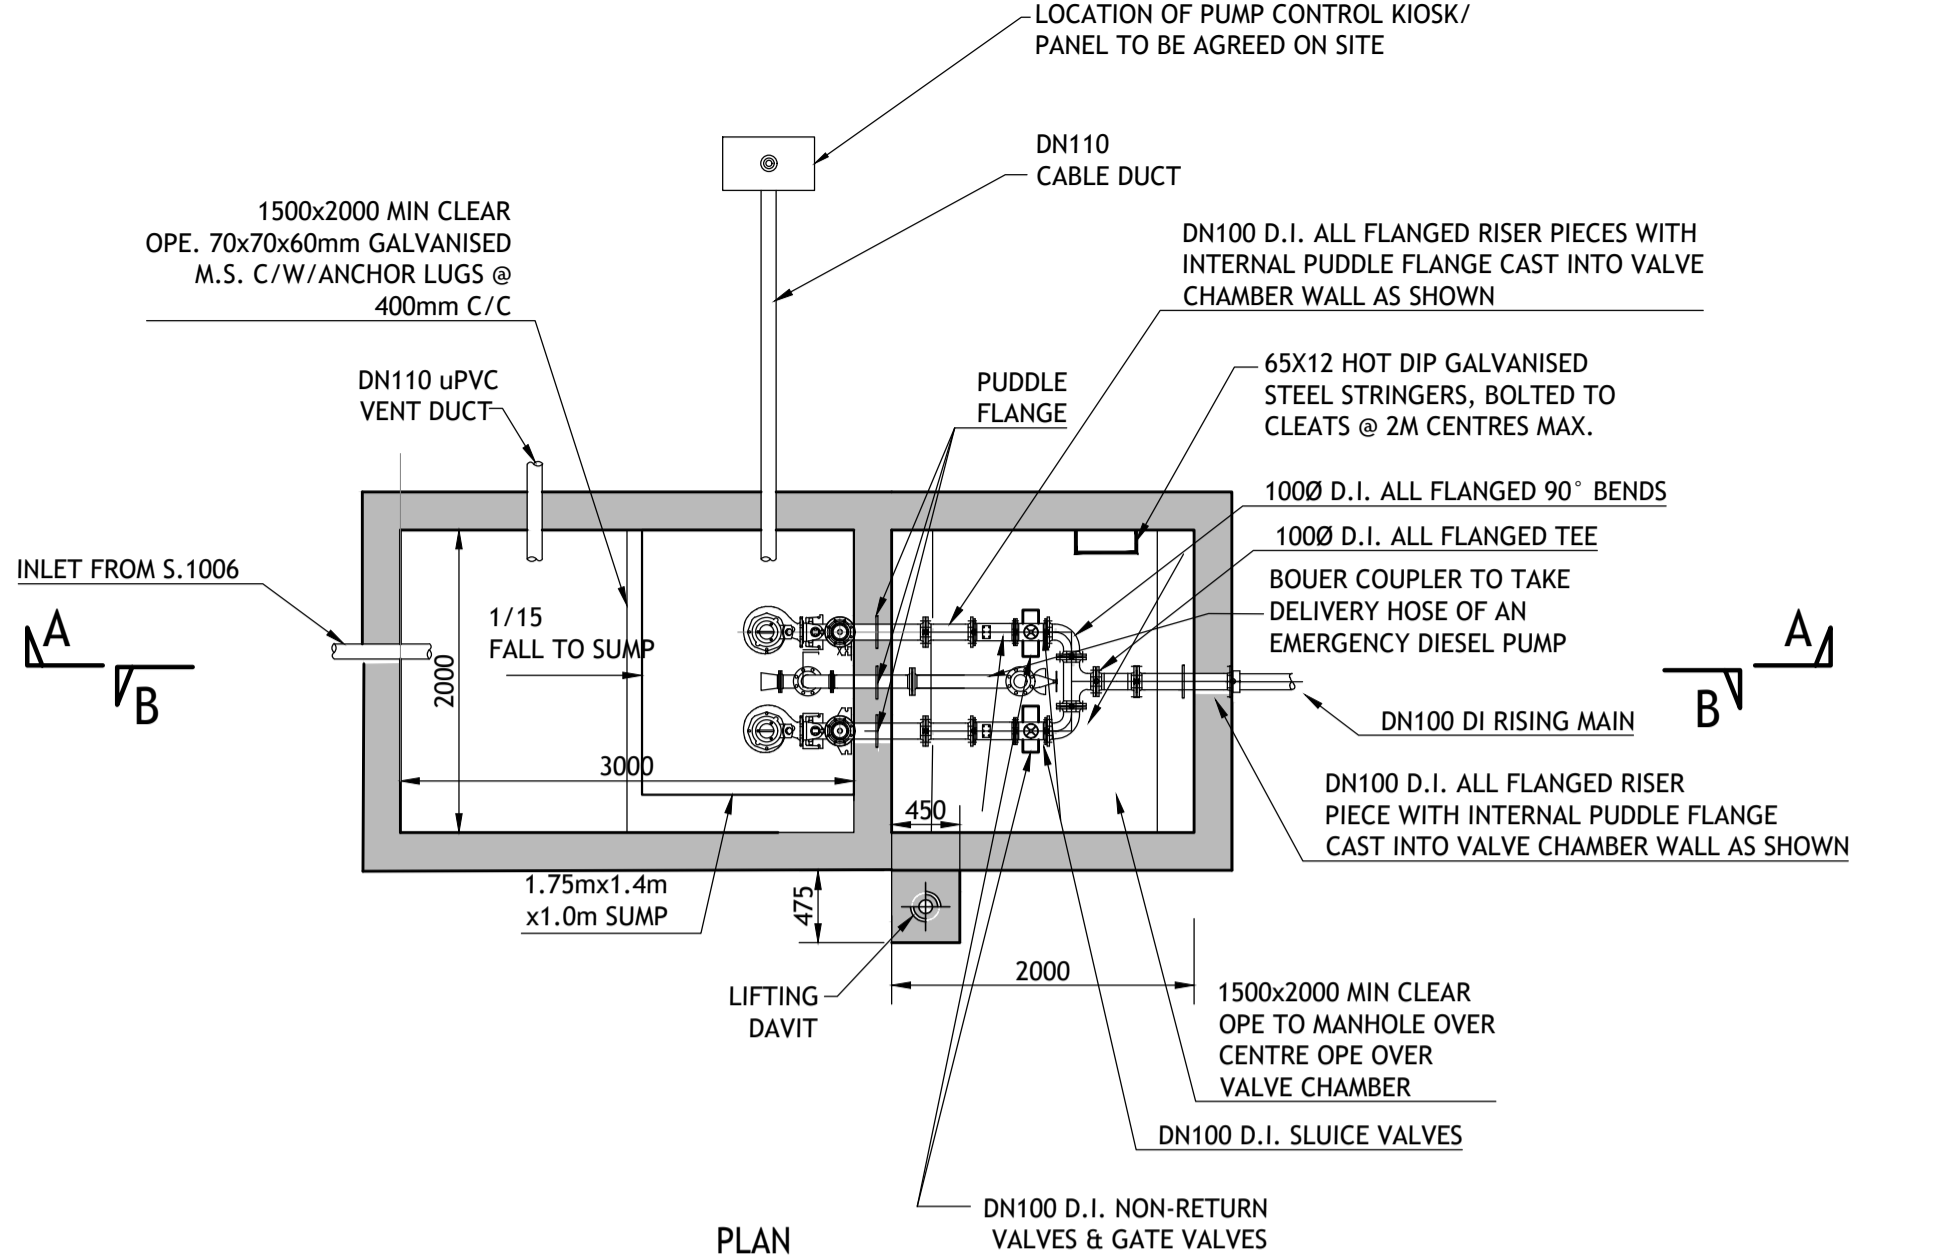 LOCATION OF PUMP CONTROL KIOSK/
PANEL TO BE AGREED ON SITE
DN110
CABLE DUCT
1500x2000 MIN CLEAR
OPE. 70x70x60mm GALVANISED
M.S. C/W/ANCHOR LUGS @
400mm C/C
DN100 D.I. ALL FLANGED RISER PIECES WITH
INTERNAL PUDDLE FLANGE CAST INTO VALVE
CHAMBER WALL AS SHOWN
DN110 uPVC
VENT DUCT
PUDDLE
FLANGE
65X12 HOT DIP GALVANISED
STEEL STRINGERS, BOLTED TO
CLEATS @ 2M CENTRES MAX.
100Ø D.I. ALL FLANGED 90° BENDS
100Ø D.I. ALL FLANGED TEE
INLET FROM S.1006
BOUER COUPLER TO TAKE
DELIVERY HOSE OF AN
EMERGENCY DIESEL PUMP
1/15
FALL TO SUMP
A
B
2000
A
B
DN100 DI RISING MAIN
3000
450
DN100 D.I. ALL FLANGED RISER
PIECE WITH INTERNAL PUDDLE FLANGE
CAST INTO VALVE CHAMBER WALL AS SHOWN
1.75mx1.4m
x1.0m SUMP
475
2000
LIFTING
DAVIT
1500x2000 MIN CLEAR
OPE TO MANHOLE OVER
CENTRE OPE OVER
VALVE CHAMBER
DN100 D.I. SLUICE VALVES
DN100 D.I. NON-RETURN
VALVES & GATE VALVES
PLAN